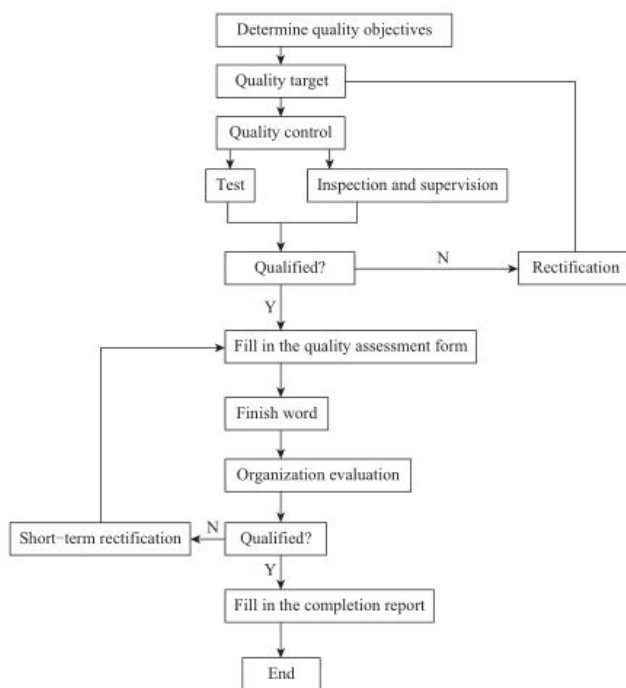 Determine quality objectives
Quality target
Quality control
Test
Inspection and supervision
Qualified?
N
Rectification
Y
Fill in the quality assessment form
Finish word
Organization evaluation
Short-term rectification
N
Qualified?
Y
Fill in the completion report
End